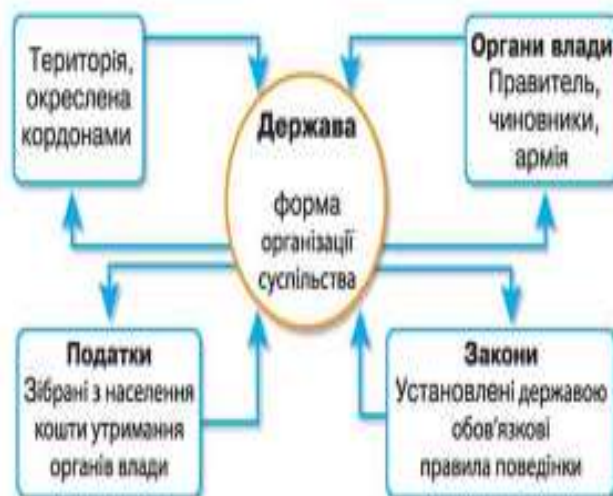 Територія,
окреслена
кордонами
Органи влади
Правитель,
чиновники,
армія
Держава
форма
організації
суспільства
Податки
Зібрані з населення
кошти утримання
органів влади
Закони
Установлені державою
обов'язкові
правила поведінки